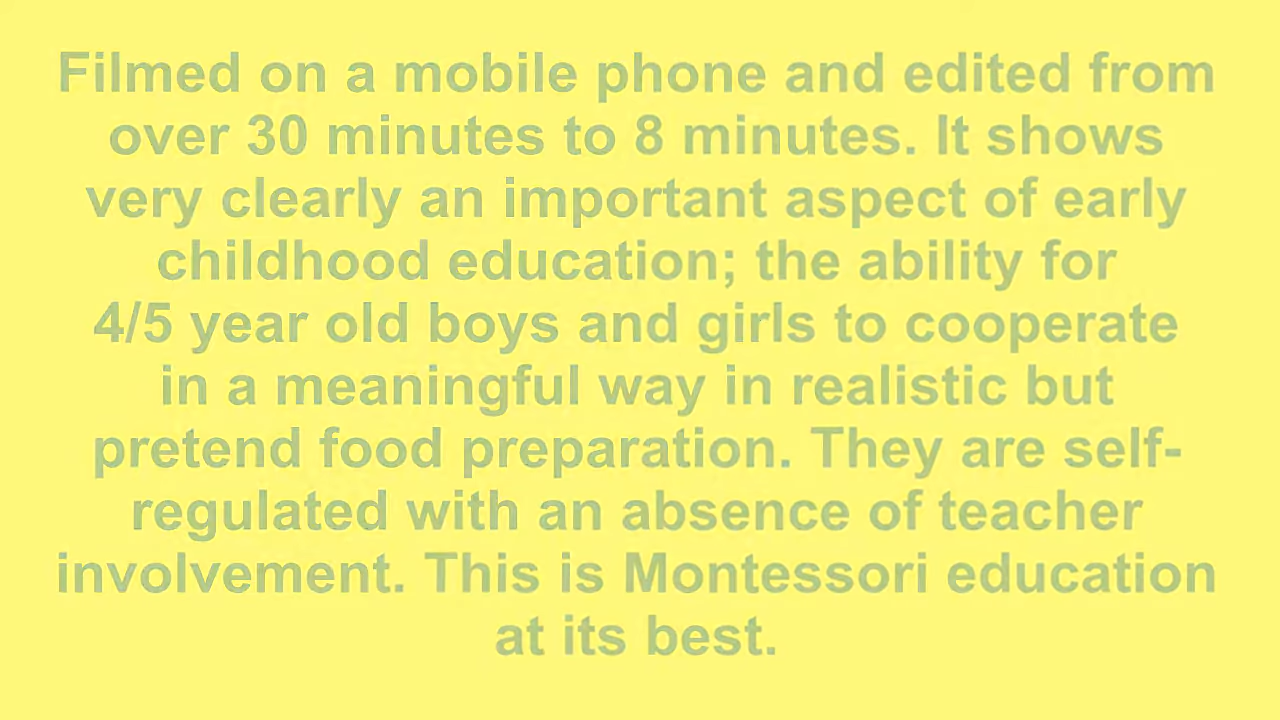 Filmed on a mobile phone and edited from
over 30 minutes to 8 minutes. It shows
very clearly an important aspect of early
childhood education; the ability for
4/5 year old boys and girls to cooperate
in a meaningful way in realistic but
pretend food preparation. They are self-
regulated with an absence of teacher
involvement. This is Montessori education
at its best.